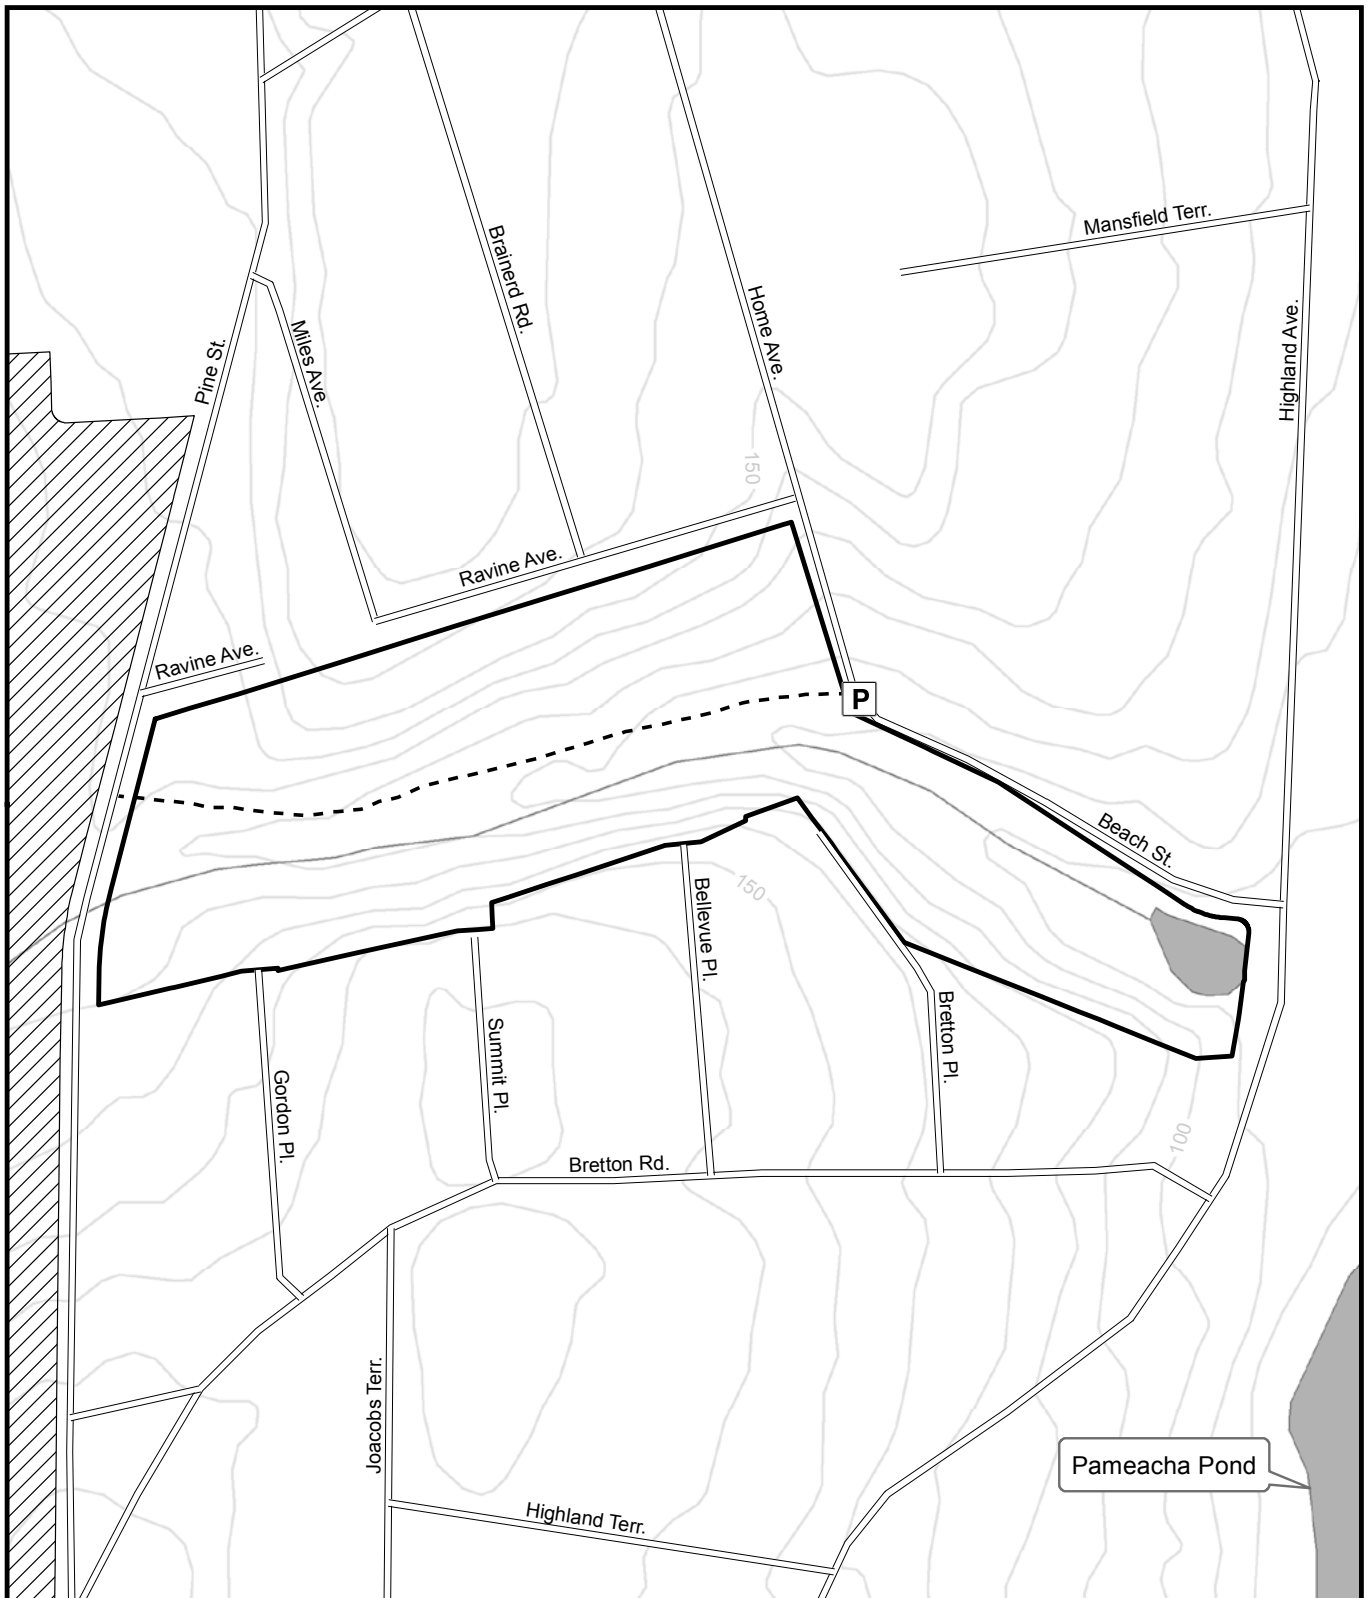 Mansfield Terr.
Brainerd Rd.
Home Ave.
Highland Ave.
Pine St.
Miles Ave.
150
Ravine Ave.
Ravine Ave.
P
Beach St.
Bellevue Pl.
150
Bretton Pl.
Summit Pl.
Gordon Pl.
100
Bretton Rd.
Joacobs Terr.
Pameacha Pond
Highland Terr.